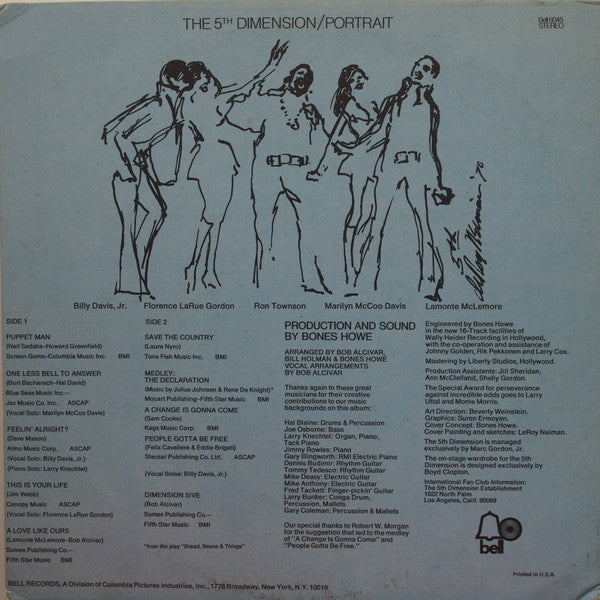 THE 5TH DIMENSION/PORTRAIT
Bell 6045
STEREO
5th
LeRoy Neiman '70
Billy Davis, Jr.
Florence LaRue Gordon
Ron Townson
Marilyn McCoo Davis
Lamonte McLemore
SIDE 1
PUPPET MAN
(Neil Sedaka-Howard Greenfield)
Screen Gems-Columbia Music Inc. BMI
ONE LESS BELL TO ANSWER
(Burt Bacharach-Hal David)
Blue Seas Music Inc.—
Jac Music Co. Inc. ASCAP
(Vocal Solo: Marilyn McCoo Davis)
FEELIN' ALRIGHT?
(Dave Mason)
Almo Music Corp. ASCAP
(Vocal Solo: Billy Davis, Jr.)
(Piano Solo: Larry Knechtel)
THIS IS YOUR LIFE
(Jim Webb)
Canopy Music ASCAP
(Vocal Solo: Florence LaRue Gordon)
A LOVE LIKE OURS
(Lamonte McLemore-Bob Alcivar)
Sumex Publishing Co.—
Fifth Star Music BMI
SIDE 2
SAVE THE COUNTRY
(Laura Nyro)
Tuna Fish Music Inc. BMI
MEDLEY:
THE DECLARATION
(Music by Julius Johnson & Rene De Knight)*
Mocart Publishing-Fifth Star Music BMI
A CHANGE IS GONNA COME
(Sam Cooke)
Kags Music Corp. BMI
PEOPLE GOTTA BE FREE
(Felix Cavaliere & Eddie Brigati)
Slacsar Publishing Co. Ltd. ASCAP
(Vocal Solos: Billy Davis, Jr.)
DIMENSION 5IVE
(Bob Alcivar)
Sumex Publishing Co.—
Fifth Star Music BMI
*from the play "Bread, Beans & Things"
PRODUCTION AND SOUND
BY BONES HOWE
ARRANGED BY BOB ALCIVAR,
BILL HOLMAN & BONES HOWE
VOCAL ARRANGEMENTS
BY BOB ALCIVAR
Thanks again to these great
musicians for their creative
contributions to our music
backgrounds on this album:
Hal Blaine: Drums & Percussion
Joe Osborne: Bass
Larry Knechtel: Organ, Piano,
Tack Piano
Jimmy Rowles: Piano
Gary Illingworth: RMI Electric Piano
Dennis Budimir: Rhythm Guitar
Tommy Tedesco: Rhythm Guitar
Mike Deasy: Electric Guitar
Mike Anthony: Electric Guitar
Fred Tackett: Finger-pickin' Guitar
Larry Bunker: Conga Drum,
Percussion, Mallets
Gary Coleman: Percussion & Mallets
Our special thanks to Robert W. Morgan
for the suggestion that led to the medley
of "A Change Is Gonna Come" and
"People Gotta Be Free."
Engineered by Bones Howe
in the new 16-Track facilities of
Wally Heider Recording in Hollywood,
with the co-operation and assistance of
Johnny Golden, Rik Pekkonen and Larry Cox.
Mastering by Liberty Studios, Hollywood.
Production Assistants: Jill Sheridan,
Ann McClelland, Shelly Gordon.
The Special Award for perseverance
against incredible odds goes to Larry
Uttal and Monte Morris.
Art Direction: Beverly Weinstein.
Graphics: Suren Ermoyan.
Cover Concept: Bones Howe.
Cover Painting and sketches: LeRoy Neiman.
The 5th Dimension is managed
exclusively by Marc Gordon, Jr.
The on-stage wardrobe for the 5th
Dimension is designed exclusively by
Boyd Clopton.
International Fan Club Information:
The 5th Dimension Establishment
1022 North Palm
Los Angeles, Calif. 90069
bell
BELL RECORDS, A Division of Columbia Pictures Industries, Inc., 1776 Broadway, New York, N.Y. 10019
Printed in U.S.A.